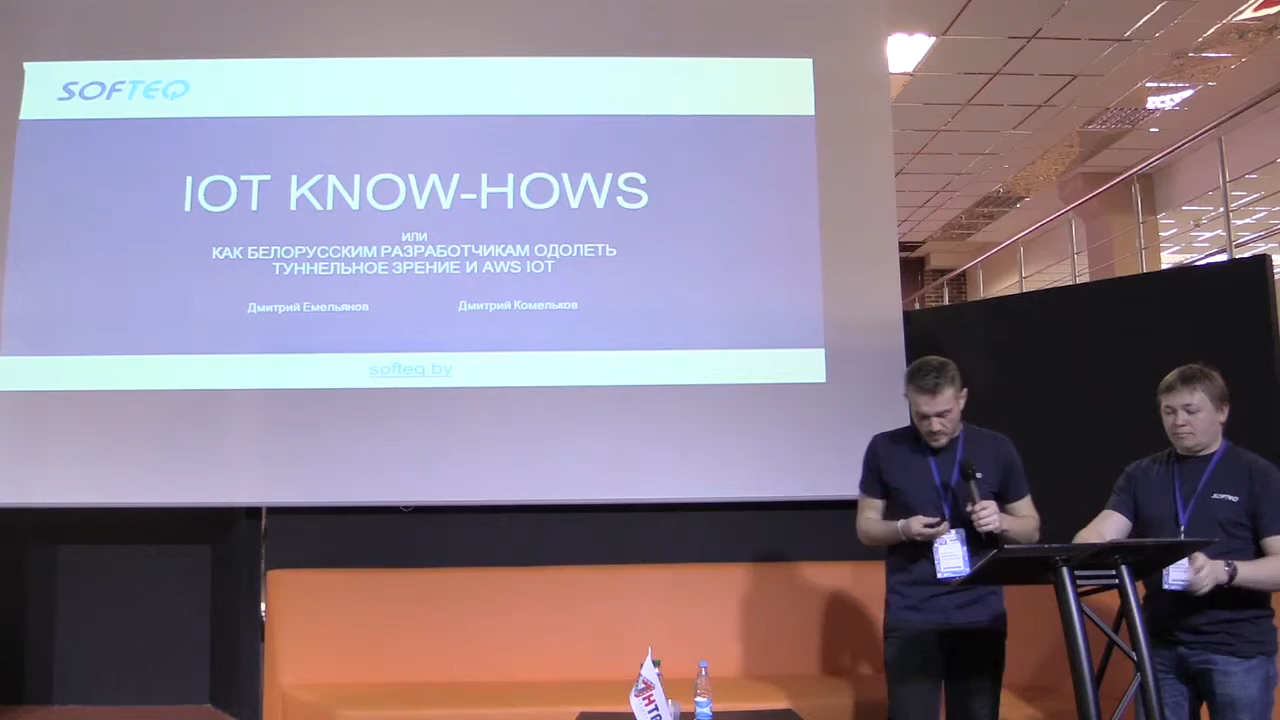 SOFTEQ
IOT KNOW-HOWS
или
КАК БЕЛОРУССКИМ РАЗРАБОТЧИКАМ ОДОЛЕТЬ
ТУННЕЛЬНОЕ ЗРЕНИЕ И AWS IOT
Дмитрий Емельянов Дмитрий Комельков
softeq.by
SOFTEQ